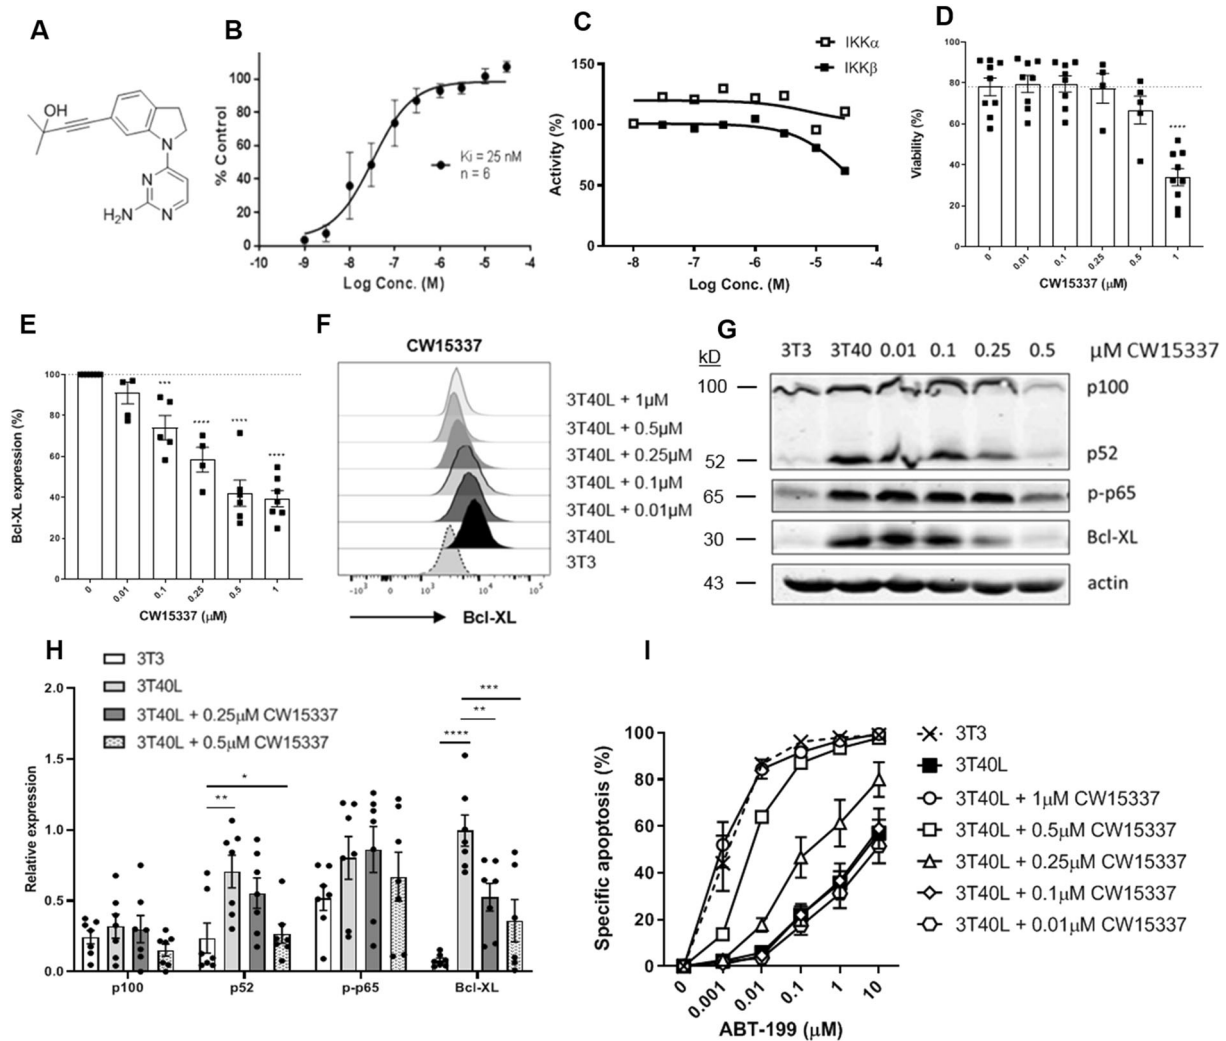 A
OH
N
N
N
H₂N
B
% Control
100
80
60
40
20
0
Ki = 25 nM
n = 6
-10 -9 -8 -7 -6 -5 -4
Log Conc. (M)
C
IKKα
IKKβ
Activity (%)
150
100
50
0
-8 -7 -6 -5 -4
Log Conc. (M)
D
Viability (%)
100
80
60
40
20
0
****
0 0.01 0.1 0.25 0.5 1
CW15337 (μM)
E
Bcl-XL expression (%)
100
80
60
40
20
0
*** **** **** ****
0 0.01 0.1 0.25 0.5 1
CW15337 (μM)
F
CW15337
3T40L + 1μM
3T40L + 0.5μM
3T40L + 0.25μM
3T40L + 0.1μM
3T40L + 0.01μM
3T40L
3T3
-10³ 0 10³ 10⁴ 10⁵
Bcl-XL
G
kD
3T3 3T40 0.01 0.1 0.25 0.5 μM CW15337
100 p100
52 p52
65 p-p65
30 Bcl-XL
43 actin
H
3T3
3T40L
3T40L + 0.25μM CW15337
3T40L + 0.5μM CW15337
Relative expression
2.0
1.5
1.0
0.5
0.0
*
**
***
**
****
p100 p52 p-p65 Bcl-XL
I
Specific apoptosis (%)
100
80
60
40
20
0
0 0.001 0.01 0.1 1 10
ABT-199 (μM)
3T3
3T40L
3T40L + 1μM CW15337
3T40L + 0.5μM CW15337
3T40L + 0.25μM CW15337
3T40L + 0.1μM CW15337
3T40L + 0.01μM CW15337